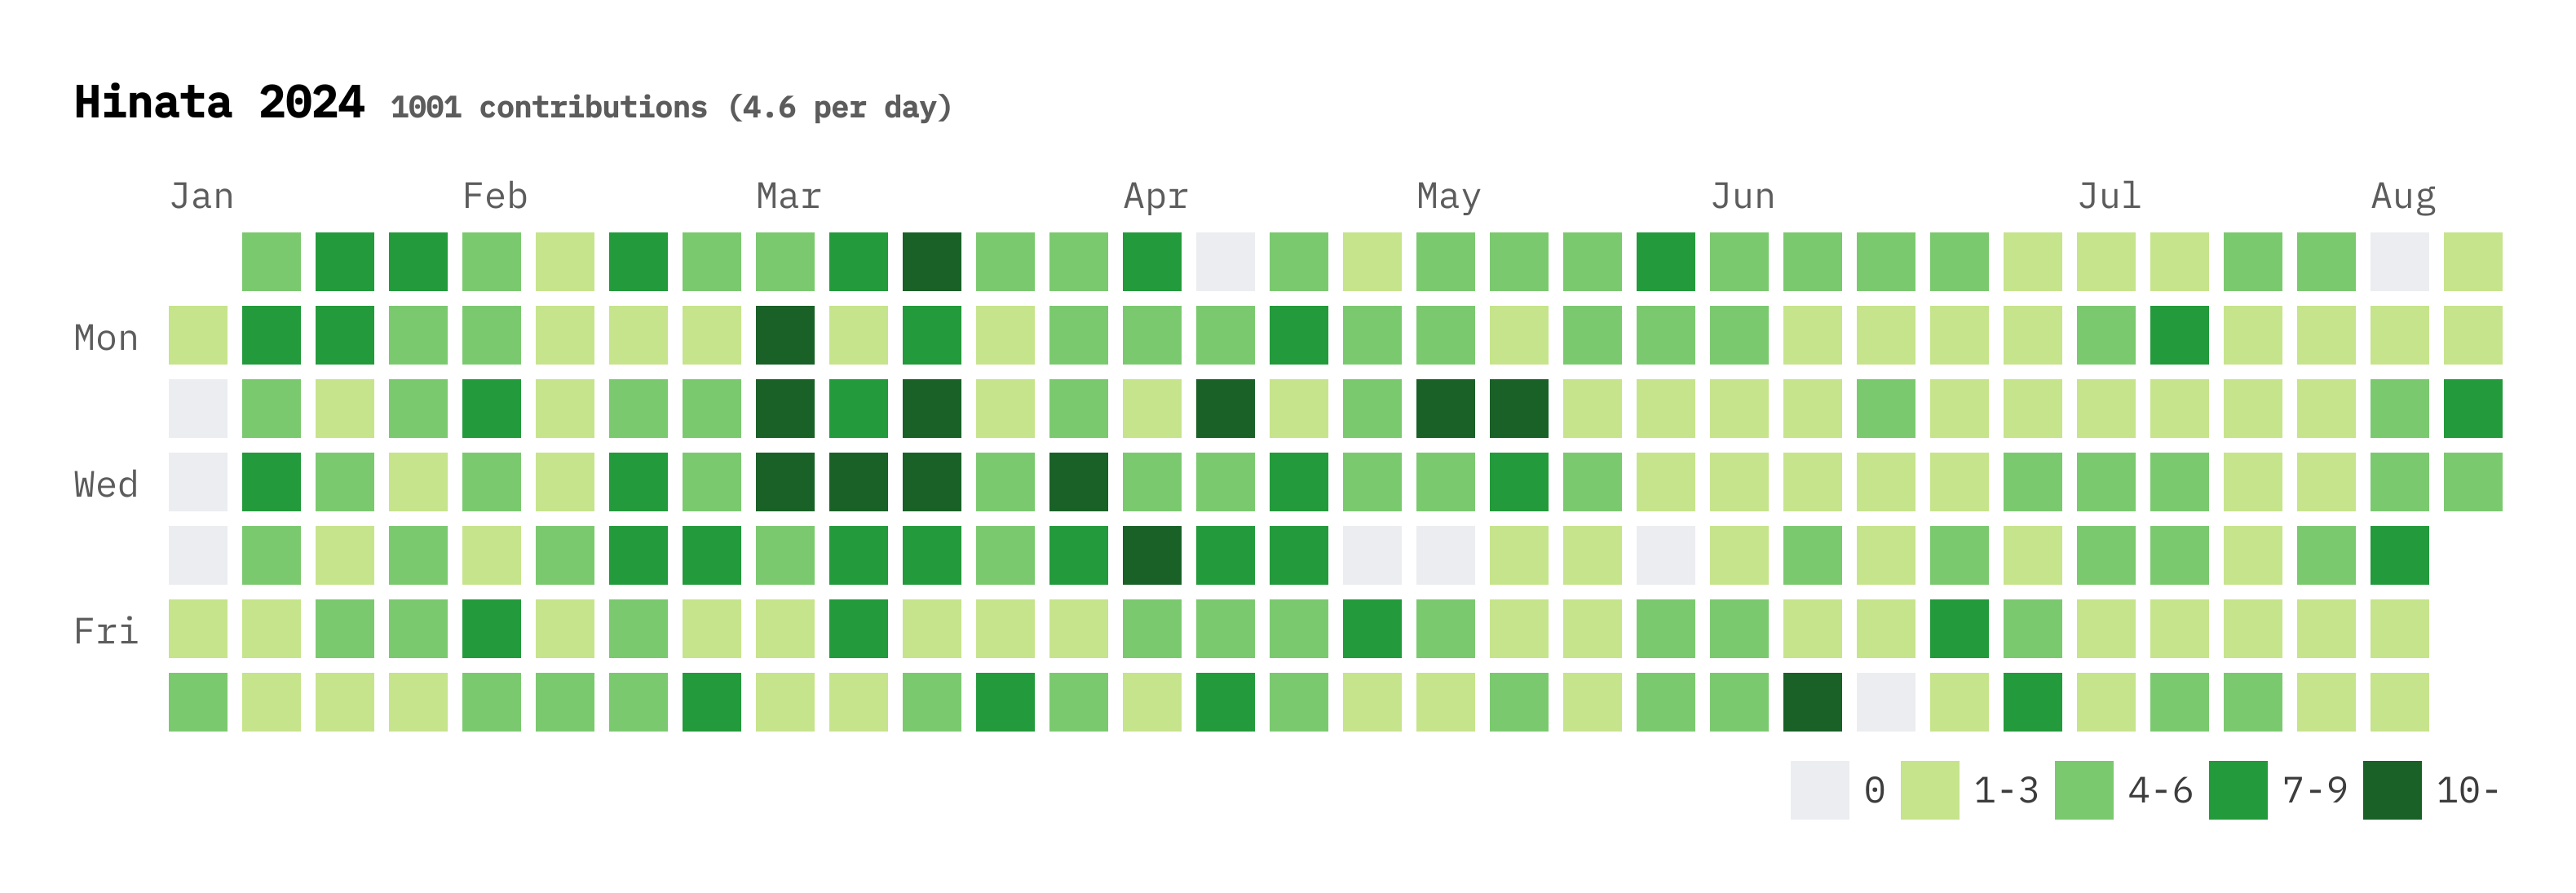 Hinata 2024 1001 contributions (4.6 per day)
Jan Feb Mar Apr May Jun Jul Aug
Mon
Wed
Fri
0 1-3 4-6 7-9 10-